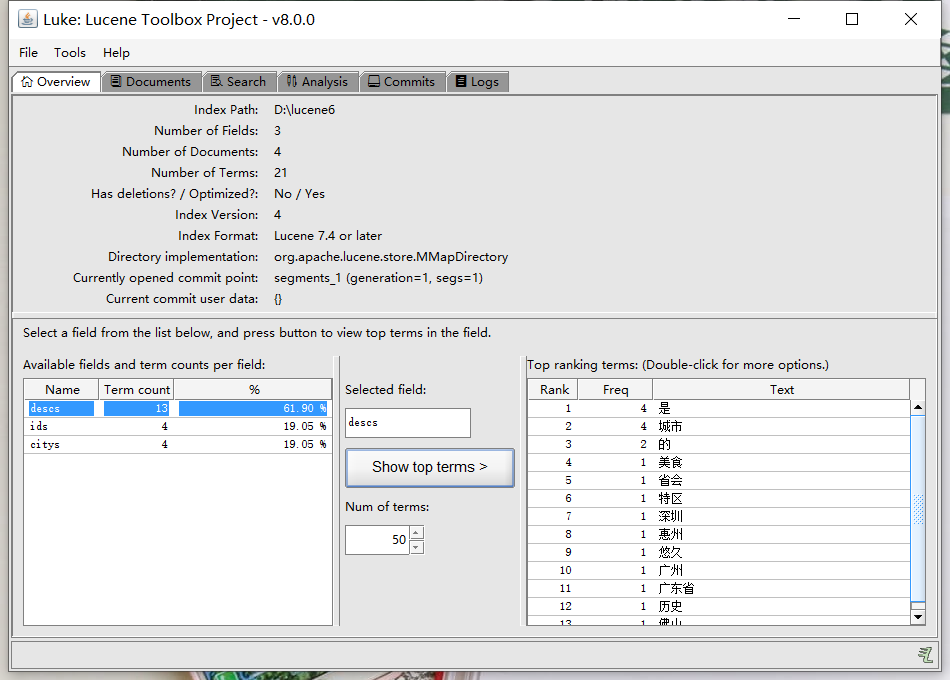 Luke: Lucene Toolbox Project - v8.0.0
File Tools Help
Overview Documents Search Analysis Commits Logs
Index Path: D:\lucene6
Number of Fields: 3
Number of Documents: 4
Number of Terms: 21
Has deletions? / Optimized?: No / Yes
Index Version: 4
Index Format: Lucene 7.4 or later
Directory implementation: org.apache.lucene.store.MMapDirectory
Currently opened commit point: segments_1 (generation=1, segs=1)
Current commit user data: {}
Select a field from the list below, and press button to view top terms in the field.
Available fields and term counts per field:
Name Term count %
descs 13 61.90 %
ids 4 19.05 %
citys 4 19.05 %
Selected field:
descs
Show top terms >
Num of terms:
50
Top ranking terms: (Double-click for more options.)
Rank Freq Text
1 4 是
2 4 城市
3 2 的
4 1 美食
5 1 省会
6 1 特区
7 1 深圳
8 1 惠州
9 1 悠久
10 1 广州
11 1 广东省
12 1 历史
13 1 佛山